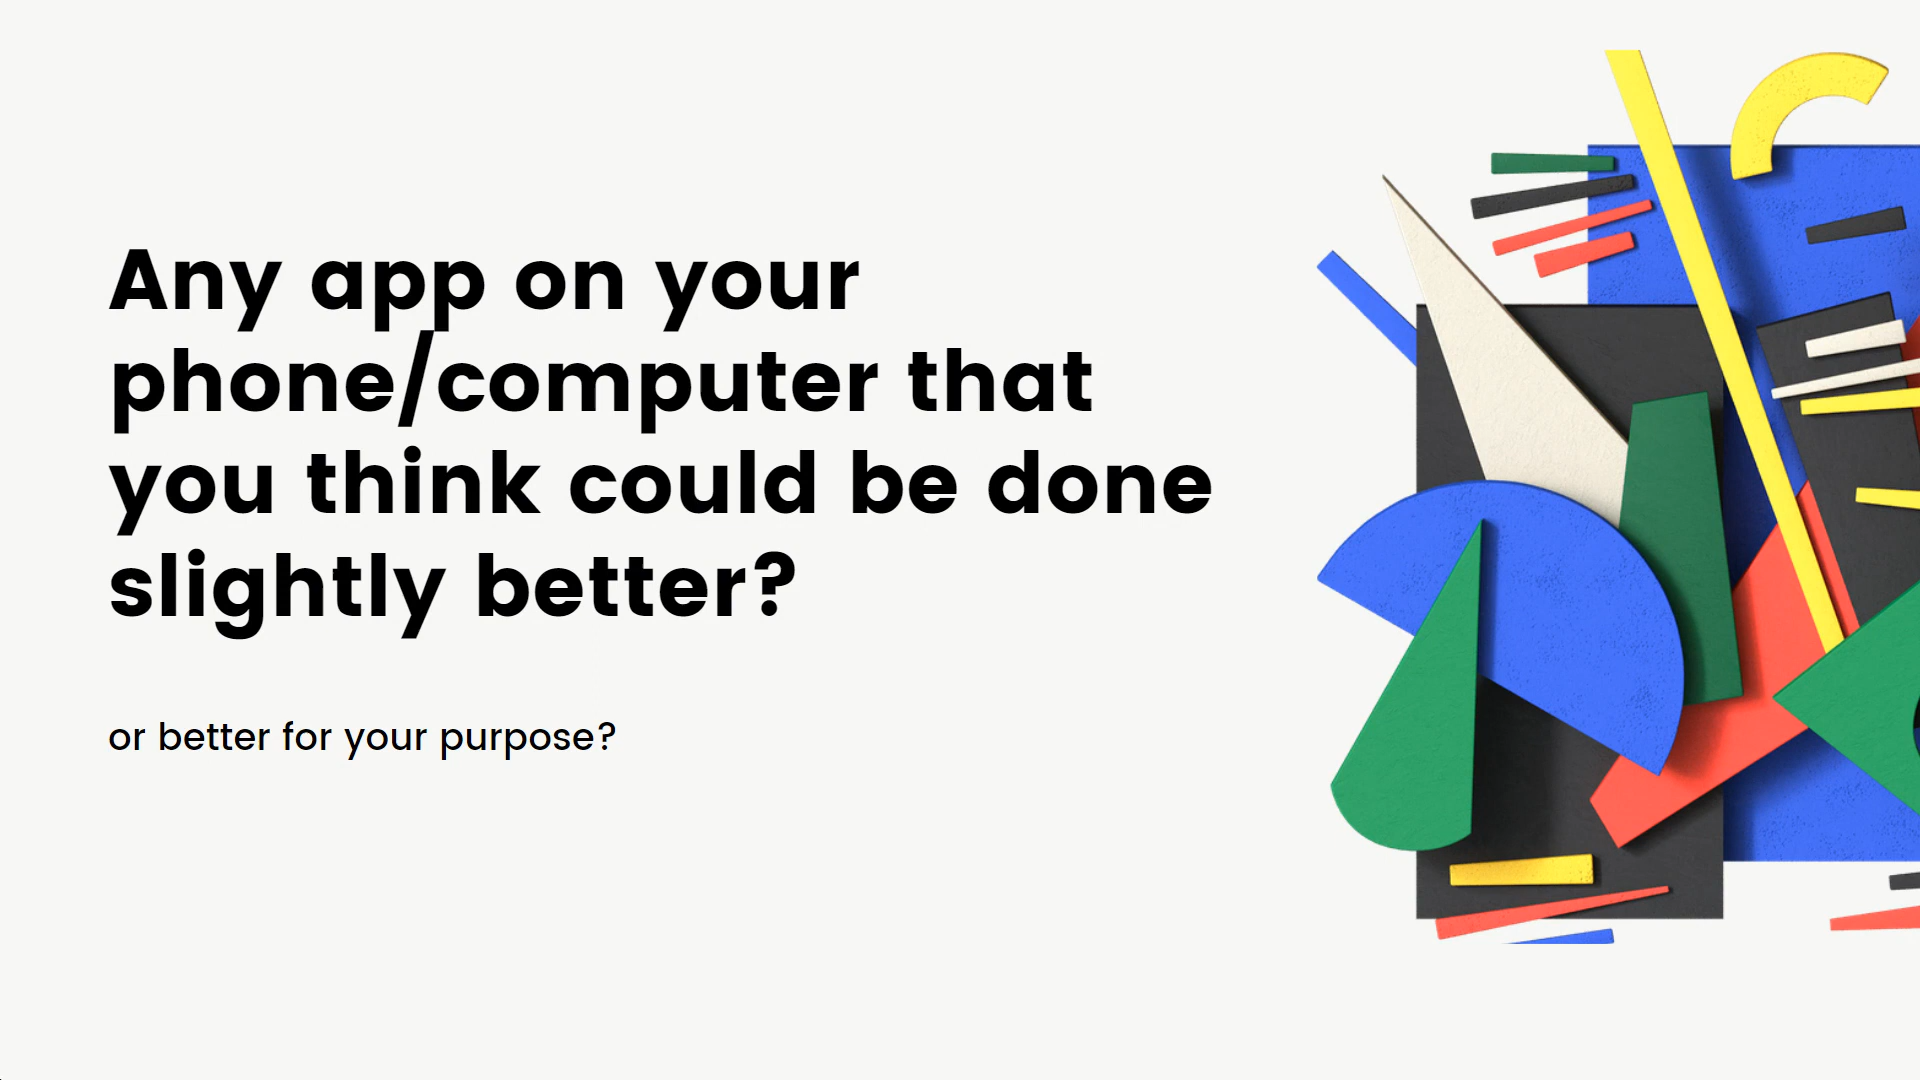 Any app on your
phone/computer that
you think could be done
slightly better?
or better for your purpose?